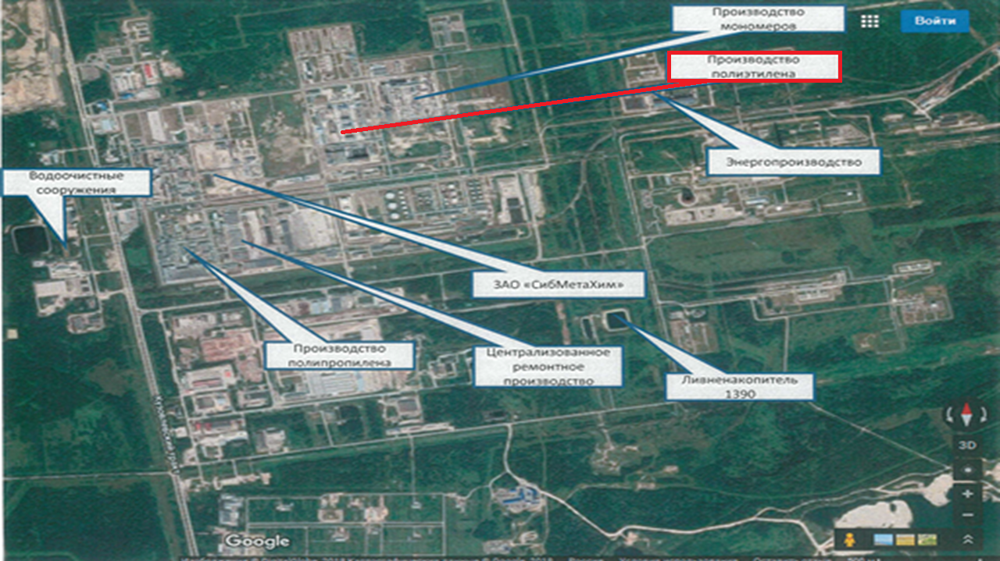 Производство
мономеров
Войти
Производство
полиэтилена
Энергопроизводство
Водоочистные
сооружения
ЗАО «СибМетаХим»
Производство
полипропилена
Централизованное
ремонтное
производство
Ливненакопитель
1390
3D
Google